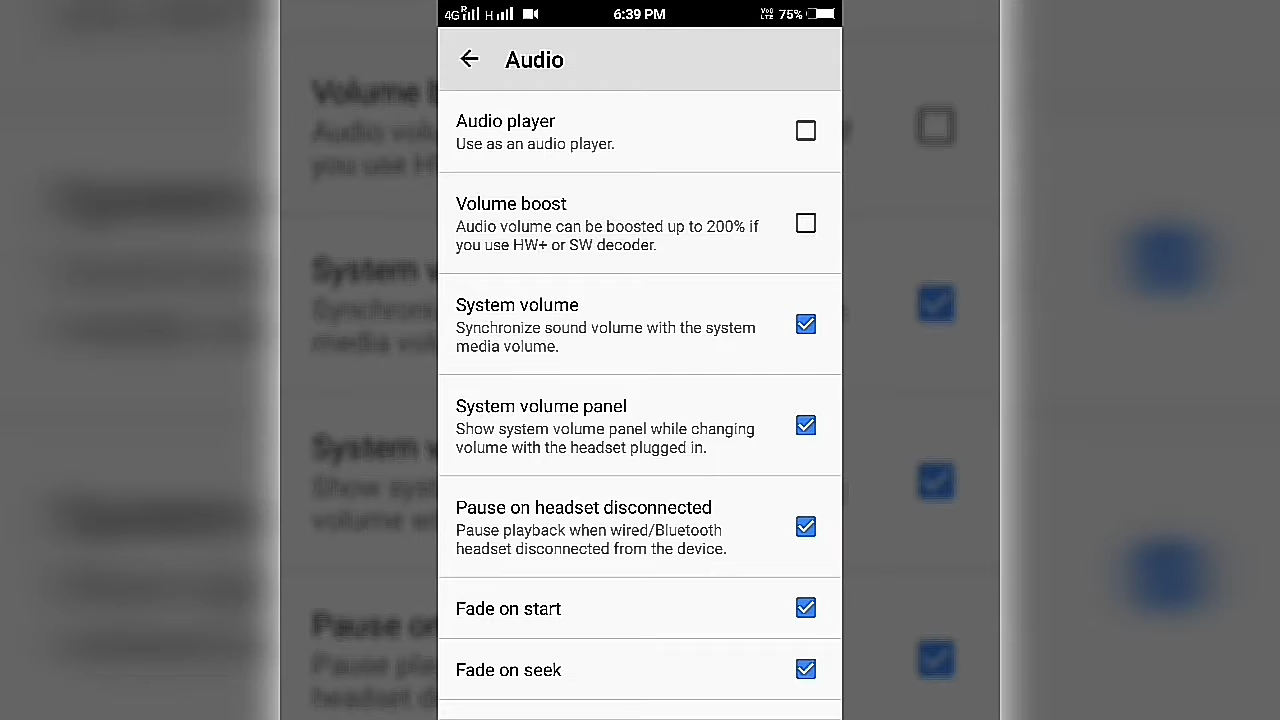 4G R H 6:39 PM VoO LTE 75%
Audio
Audio player
Use as an audio player.
Volume boost
Audio volume can be boosted up to 200% if
you use HW+ or SW decoder.
System volume
Synchronize sound volume with the system
media volume.
System volume panel
Show system volume panel while changing
volume with the headset plugged in.
Pause on headset disconnected
Pause playback when wired/Bluetooth
headset disconnected from the device.
Fade on start
Fade on seek